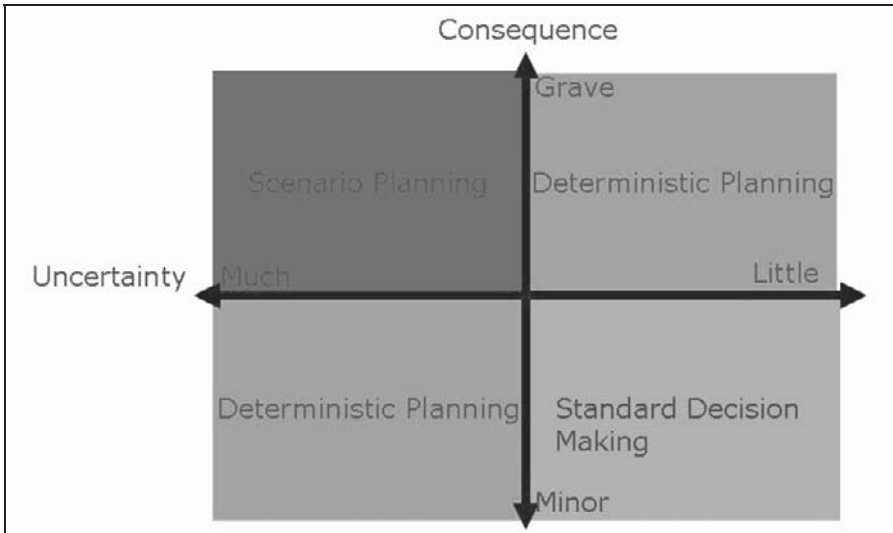 Consequence
Grave
Scenario Planning
Deterministic Planning
Uncertainty
Much
Little
Deterministic Planning
Standard Decision
Making
Minor